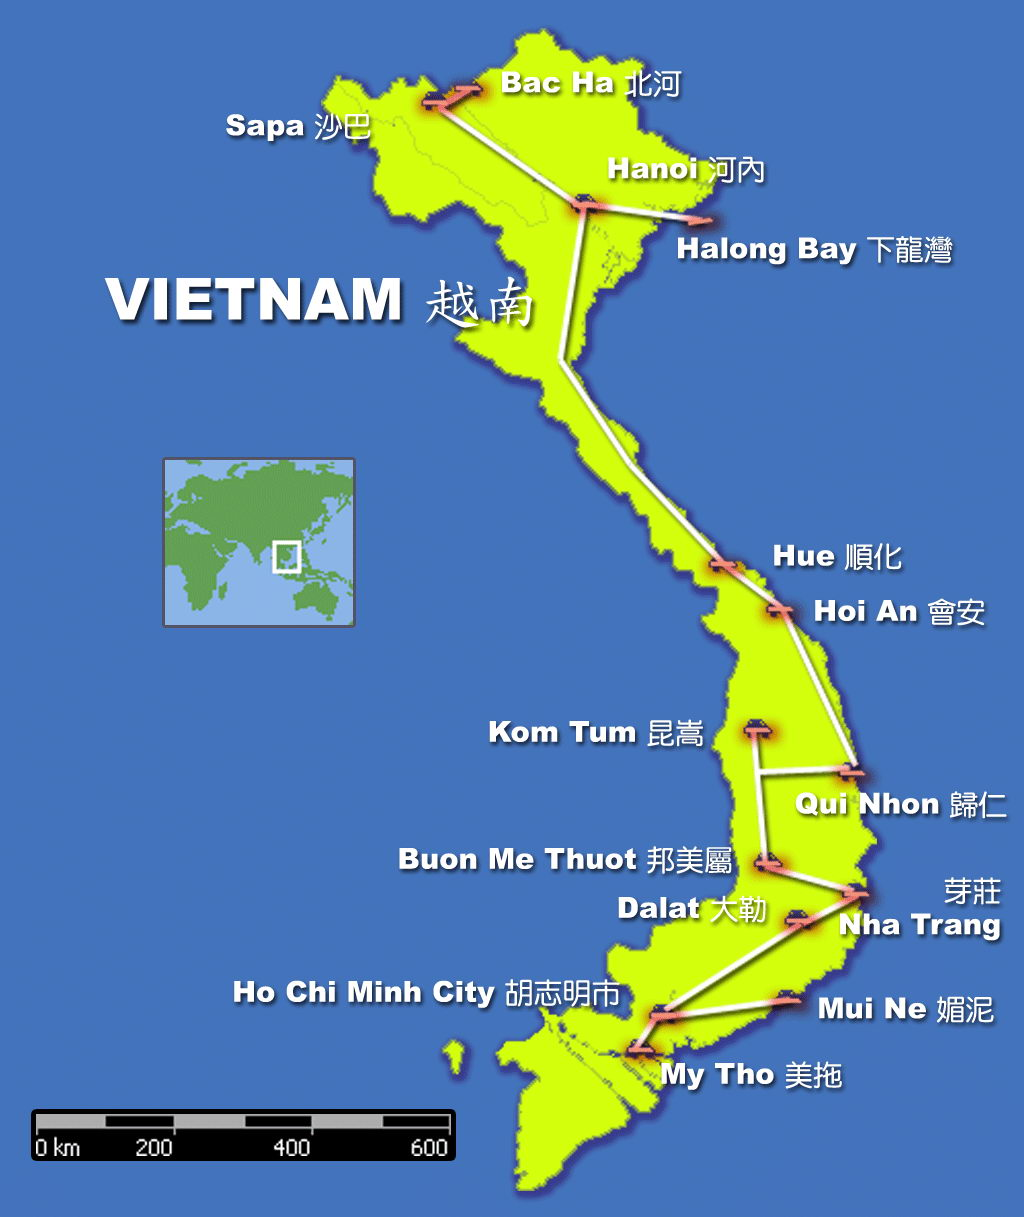 Bac Ha 北河
Sapa 沙巴
Hanoi 河內
Halong Bay 下龍灣
VIETNAM 越南
Hue 順化
Hoi An 會安
Kom Tum 昆嵩
Qui Nhon 歸仁
Buon Me Thuot 邦美屬
芽莊
Dalat 大勒
Nha Trang
Ho Chi Minh City 胡志明市
Mui Ne 媚泥
My Tho 美拖
0 km 200 400 600